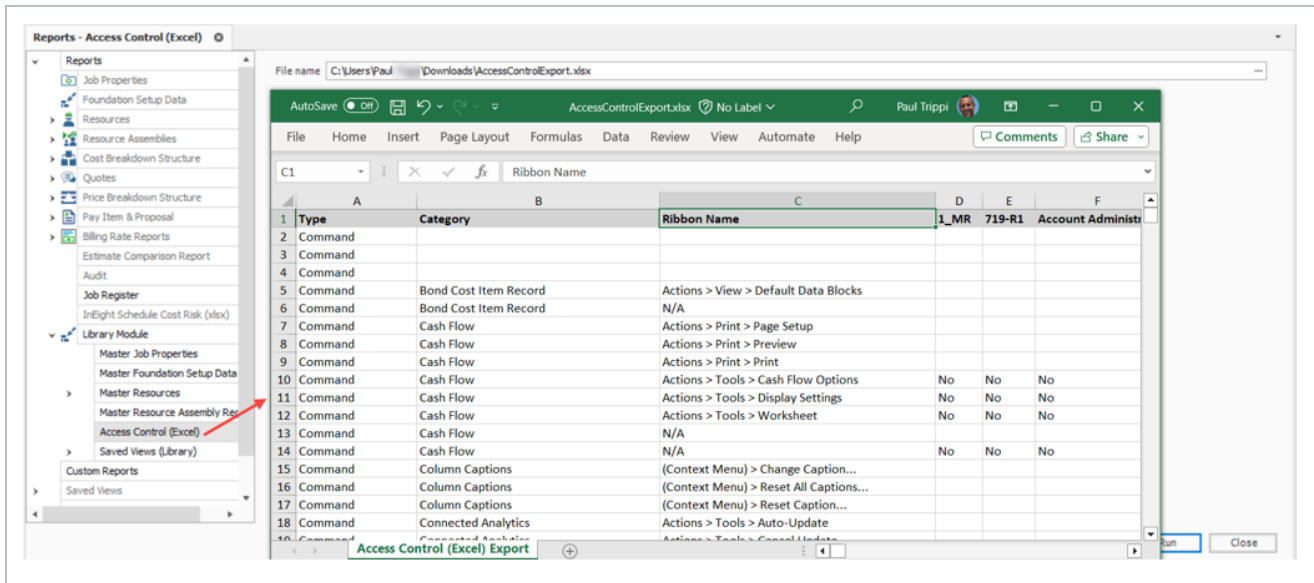 Reports - Access Control (Excel)
Reports
Job Properties
Foundation Setup Data
Resources
Resource Assemblies
Cost Breakdown Structure
Quotes
Price Breakdown Structure
Pay Item & Proposal
Billing Rate Reports
Estimate Comparison Report
Audit
Job Register
InEight Schedule Cost Risk (xlsx)
Library Module
Master Job Properties
Master Foundation Setup Data
Master Resources
Master Resource Assembly Rec
Access Control (Excel)
Saved Views (Library)
Custom Reports
Saved Views
File name C:\Users\Paul \Downloads\AccessControlExport.xlsx ...
AutoSave Off AccessControlExport.xlsx No Label Paul Trippi
File Home Insert Page Layout Formulas Data Review View Automate Help Comments Share
C1 fx Ribbon Name
A B C D E F
1 Type Category Ribbon Name 1_MR 719-R1 Account Administr
2 Command
3 Command
4 Command
5 Command Bond Cost Item Record Actions > View > Default Data Blocks
6 Command Bond Cost Item Record N/A
7 Command Cash Flow Actions > Print > Page Setup
8 Command Cash Flow Actions > Print > Preview
9 Command Cash Flow Actions > Print > Print
10 Command Cash Flow Actions > Tools > Cash Flow Options No No No
11 Command Cash Flow Actions > Tools > Display Settings No No No
12 Command Cash Flow Actions > Tools > Worksheet No No No
13 Command Cash Flow N/A
14 Command Cash Flow N/A No No No
15 Command Column Captions (Context Menu) > Change Caption...
16 Command Column Captions (Context Menu) > Reset All Captions...
17 Command Column Captions (Context Menu) > Reset Caption...
18 Command Connected Analytics Actions > Tools > Auto-Update
19 Command Connected Analytics Actions > Tools > Cancel Update
Access Control (Excel) Export
Run Close